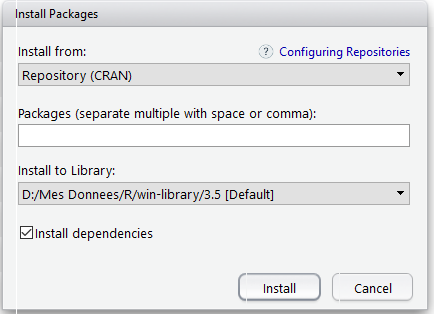 Install Packages
Install from:
? Configuring Repositories
Repository (CRAN)
Packages (separate multiple with space or comma):
Install to Library:
D:/Mes Donnees/R/win-library/3.5 [Default]
Install dependencies
Install Cancel